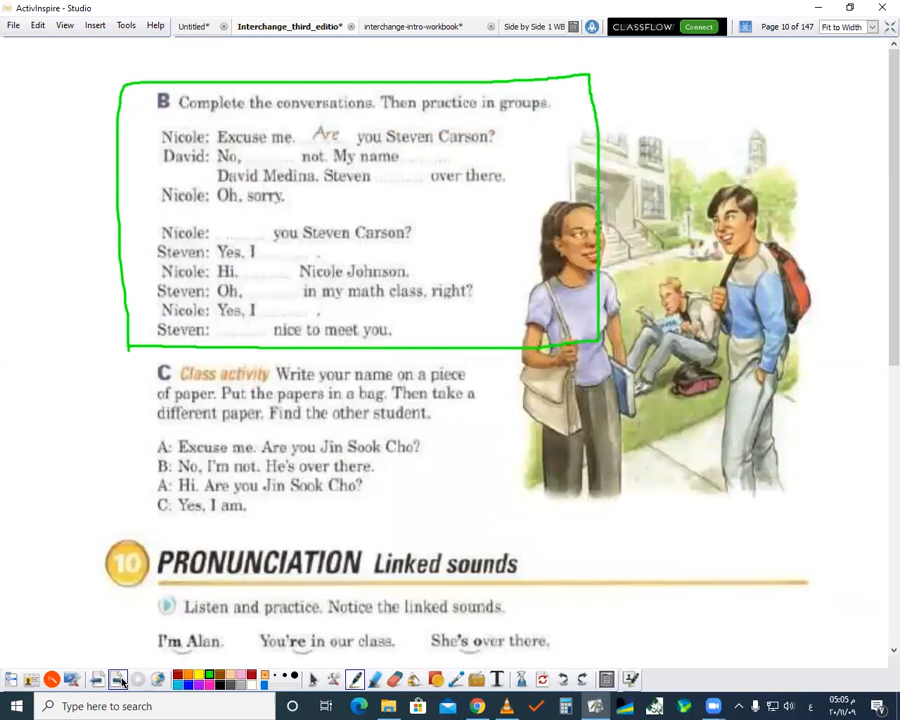 ActivInspire - Studio
File Edit View Insert Tools Help
Untitled* Interchange_third_editio* interchange-intro-workbook* Side by Side 1 WB CLASSFLOW Connect Page 10 of 147 Fit to Width
B Complete the conversations. Then practice in groups.
Nicole: Excuse me. Are you Steven Carson?
David: No, not. My name
David Medina. Steven over there.
Nicole: Oh, sorry.
Nicole: you Steven Carson?
Steven: Yes, I .
Nicole: Hi. Nicole Johnson.
Steven: Oh, in my math class, right?
Nicole: Yes, I .
Steven: nice to meet you.
C Class activity Write your name on a piece
of paper. Put the papers in a bag. Then take a
different paper. Find the other student.
A: Excuse me. Are you Jin Sook Cho?
B: No, I'm not. He's over there.
A: Hi. Are you Jin Sook Cho?
C: Yes, I am.
10 PRONUNCIATION Linked sounds
Listen and practice. Notice the linked sounds.
I'm Alan. You're in our class. She's over there.
Type here to search
٠٥:٠٥ م
ع